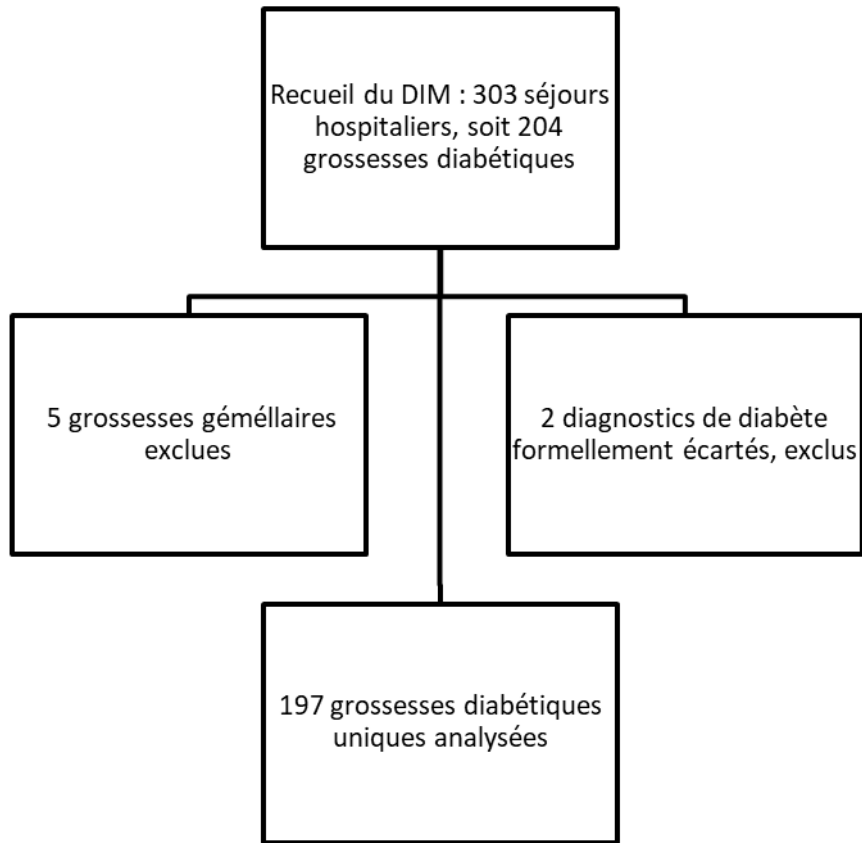 Recueil du DIM : 303 séjours
hospitaliers, soit 204
grossesses diabétiques
5 grossesses gémellaires
exclues
2 diagnostics de diabète
formellement écartés, exclus
197 grossesses diabétiques
uniques analysées